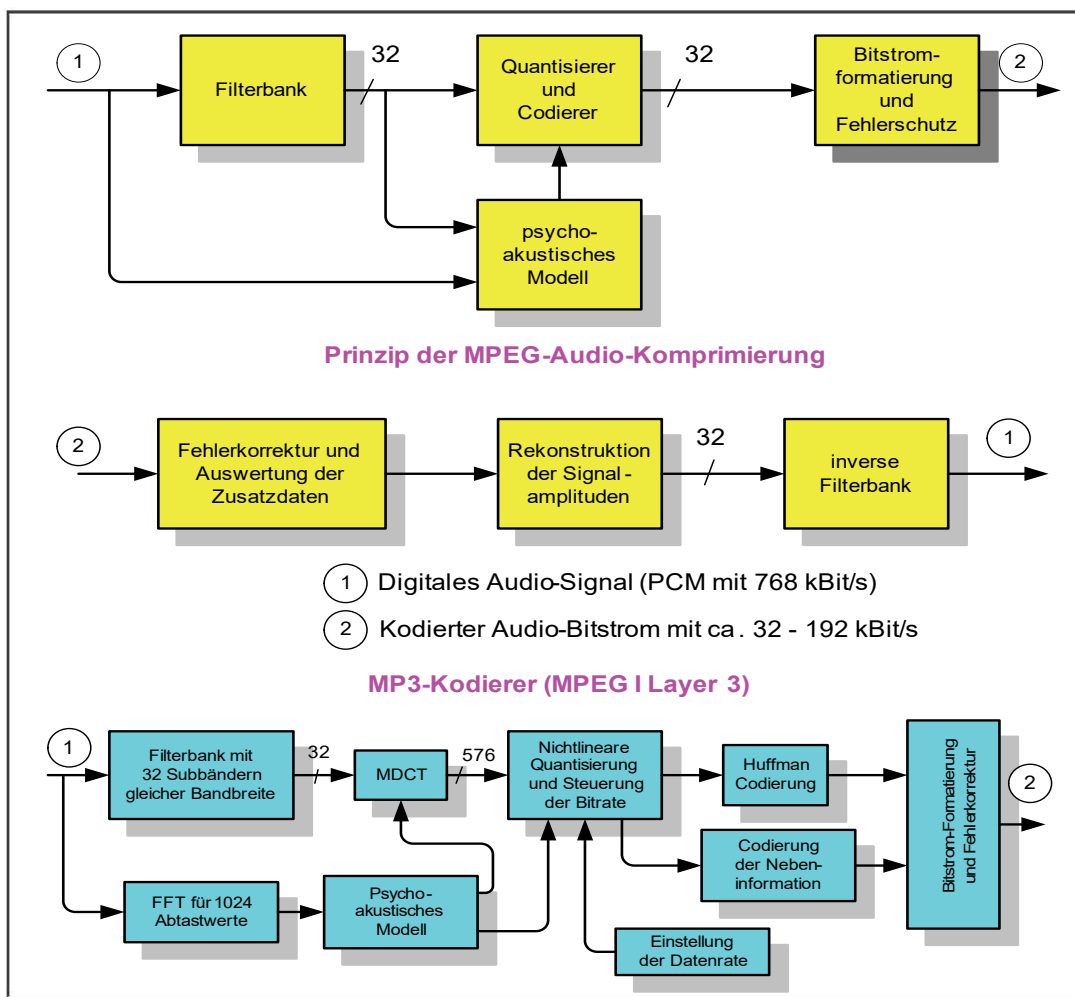 1
Filterbank
32
Quantisierer
und
Codierer
32
Bitstrom-
formatierung
und
Fehlerschutz
2
psycho-
akustisches
Modell
Prinzip der MPEG-Audio-Komprimierung
2
Fehlerkorrektur und
Auswertung der
Zusatzdaten
Rekonstruktion
der Signal-
amplituden
32
inverse
Filterbank
1
1 Digitales Audio-Signal (PCM mit 768 kBit/s)
2 Kodierter Audio-Bitstrom mit ca. 32 - 192 kBit/s
MP3-Kodierer (MPEG I Layer 3)
1
Filterbank mit
32 Subbändern
gleicher Bandbreite
32
MDCT
576
Nichtlineare
Quantisierung
und Steuerung
der Bitrate
Huffman
Codierung
Bitstrom-Formatierung
und Fehlerkorrektur
2
Codierung
der Neben-
information
FFT für 1024
Abtastwerte
Psycho-
akustisches
Modell
Einstellung
der Datenrate